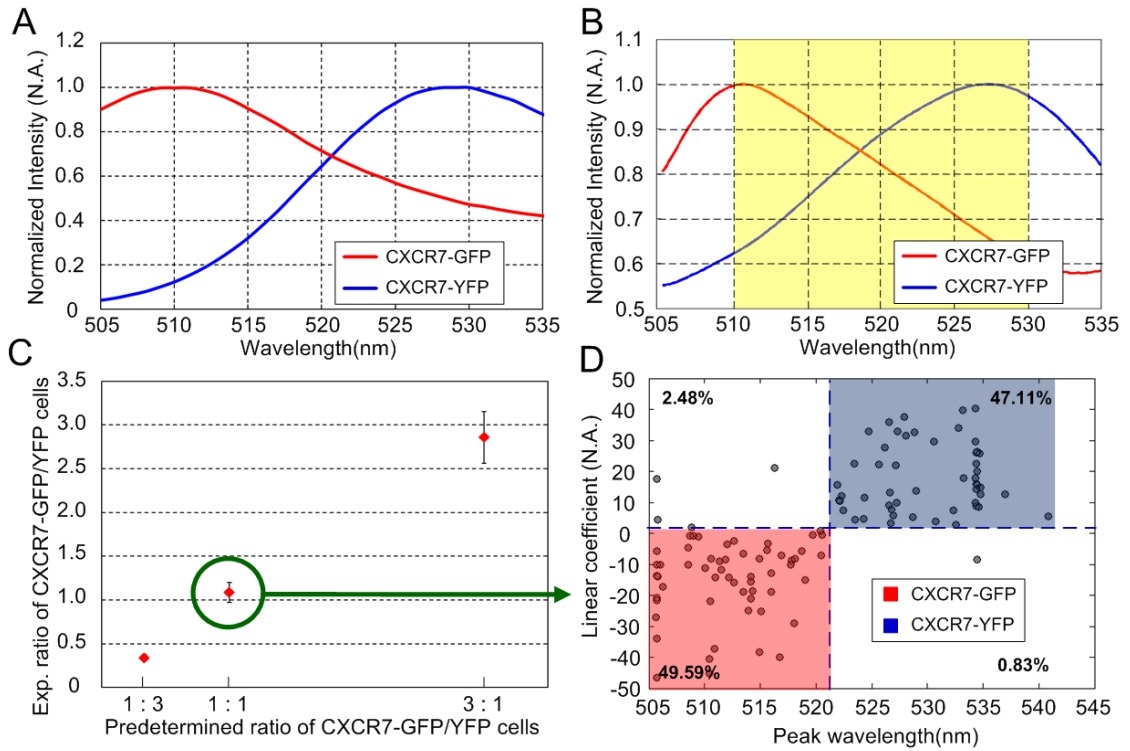 A
Normalized Intensity (N.A.)
1.2
1.0
0.8
0.6
0.4
0.2
0
CXCR7-GFP
CXCR7-YFP
505 510 515 520 525 530 535
Wavelength(nm)
B
Normalized Intensity (N.A.)
1.1
1.0
0.9
0.8
0.7
0.6
0.5
CXCR7-GFP
CXCR7-YFP
505 510 515 520 525 530 535
Wavelength(nm)
C
Exp. ratio of CXCR7-GFP/YFP cells
3.5
3.0
2.5
2.0
1.5
1.0
0.5
0
1 : 3 1 : 1 3 : 1
Predetermined ratio of CXCR7-GFP/YFP cells
D
Linear coefficient (N.A.)
50
40
30
20
10
0
-10
-20
-30
-40
-50
2.48% 47.11%
CXCR7-GFP
CXCR7-YFP
49.59% 0.83%
505 510 515 520 525 530 535 540 545
Peak wavelength(nm)